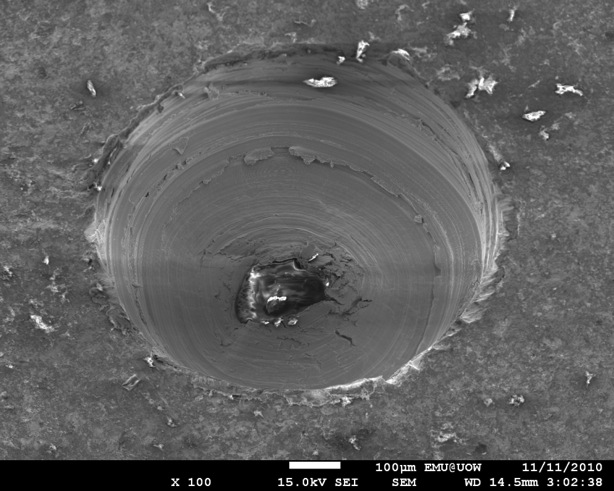 100µm EMU@UOW 11/11/2010
X 100 15.0kV SEI SEM WD 14.5mm 3:02:38